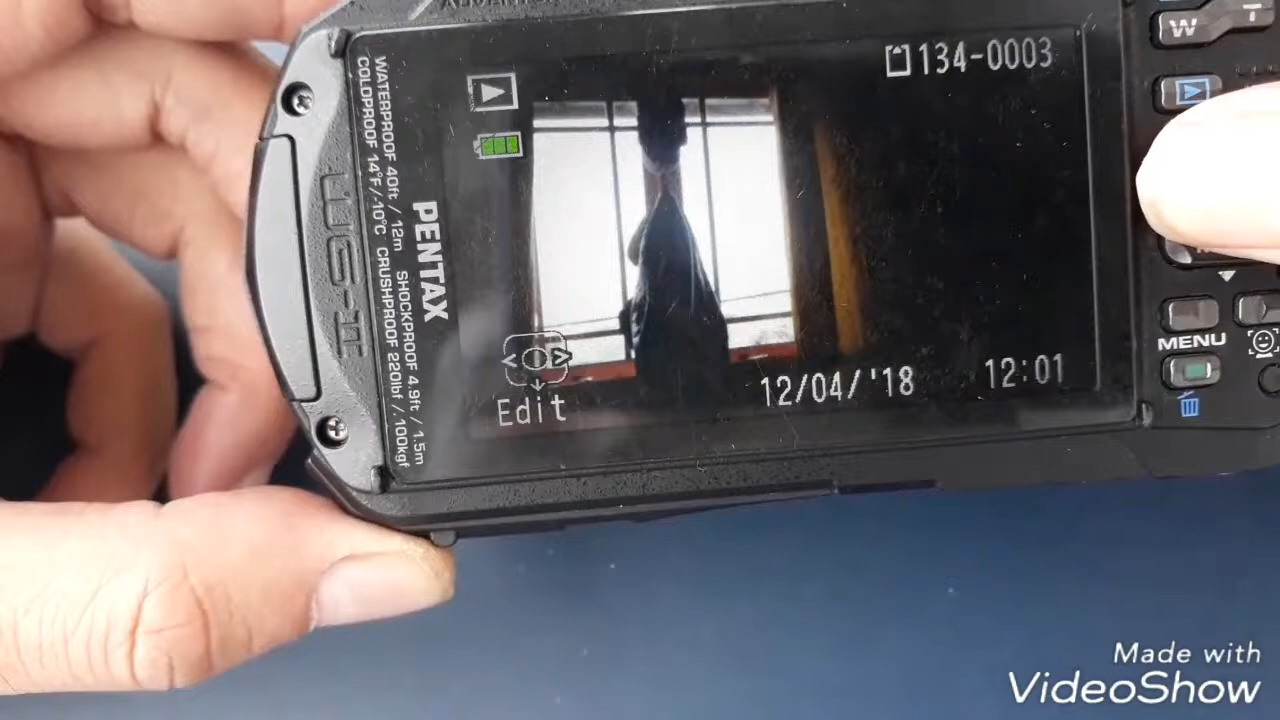 W T
134-0003
WATERPROOF 40ft / 12m SHOCKPROOF 4.9ft / 1.5m
COLDPROOF 14°F/-10°C CRUSHPROOF 220lbf / 100kgf
PENTAX
WG-II
Edit
12/04/'18 12:01
MENU
Made with
VideoShow